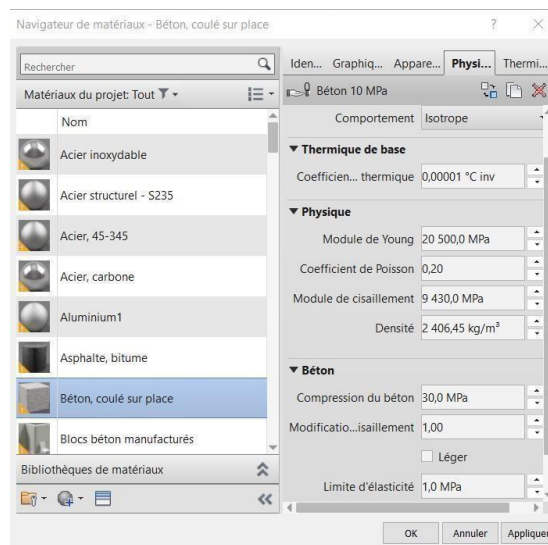 Navigateur de matériaux - Béton, coulé sur place
Rechercher
Matériaux du projet: Tout
Nom
Acier inoxydable
Acier structurel - S235
Acier, 45-345
Acier, carbone
Aluminium1
Asphalte, bitume
Béton, coulé sur place
Blocs béton manufacturés
Bibliothèques de matériaux
Iden... Graphiq... Appare... Physi... Thermi...
Béton 10 MPa
Comportement Isotrope
Thermique de base
Coefficien... thermique 0,00001 °C inv
Physique
Module de Young 20 500,0 MPa
Coefficient de Poisson 0,20
Module de cisaillement 9 430,0 MPa
Densité 2 406,45 kg/m³
Béton
Compression du béton 30,0 MPa
Modificatio...isaillement 1,00
Léger
Limite d'élasticité 1,0 MPa
OK Annuler Appliquer